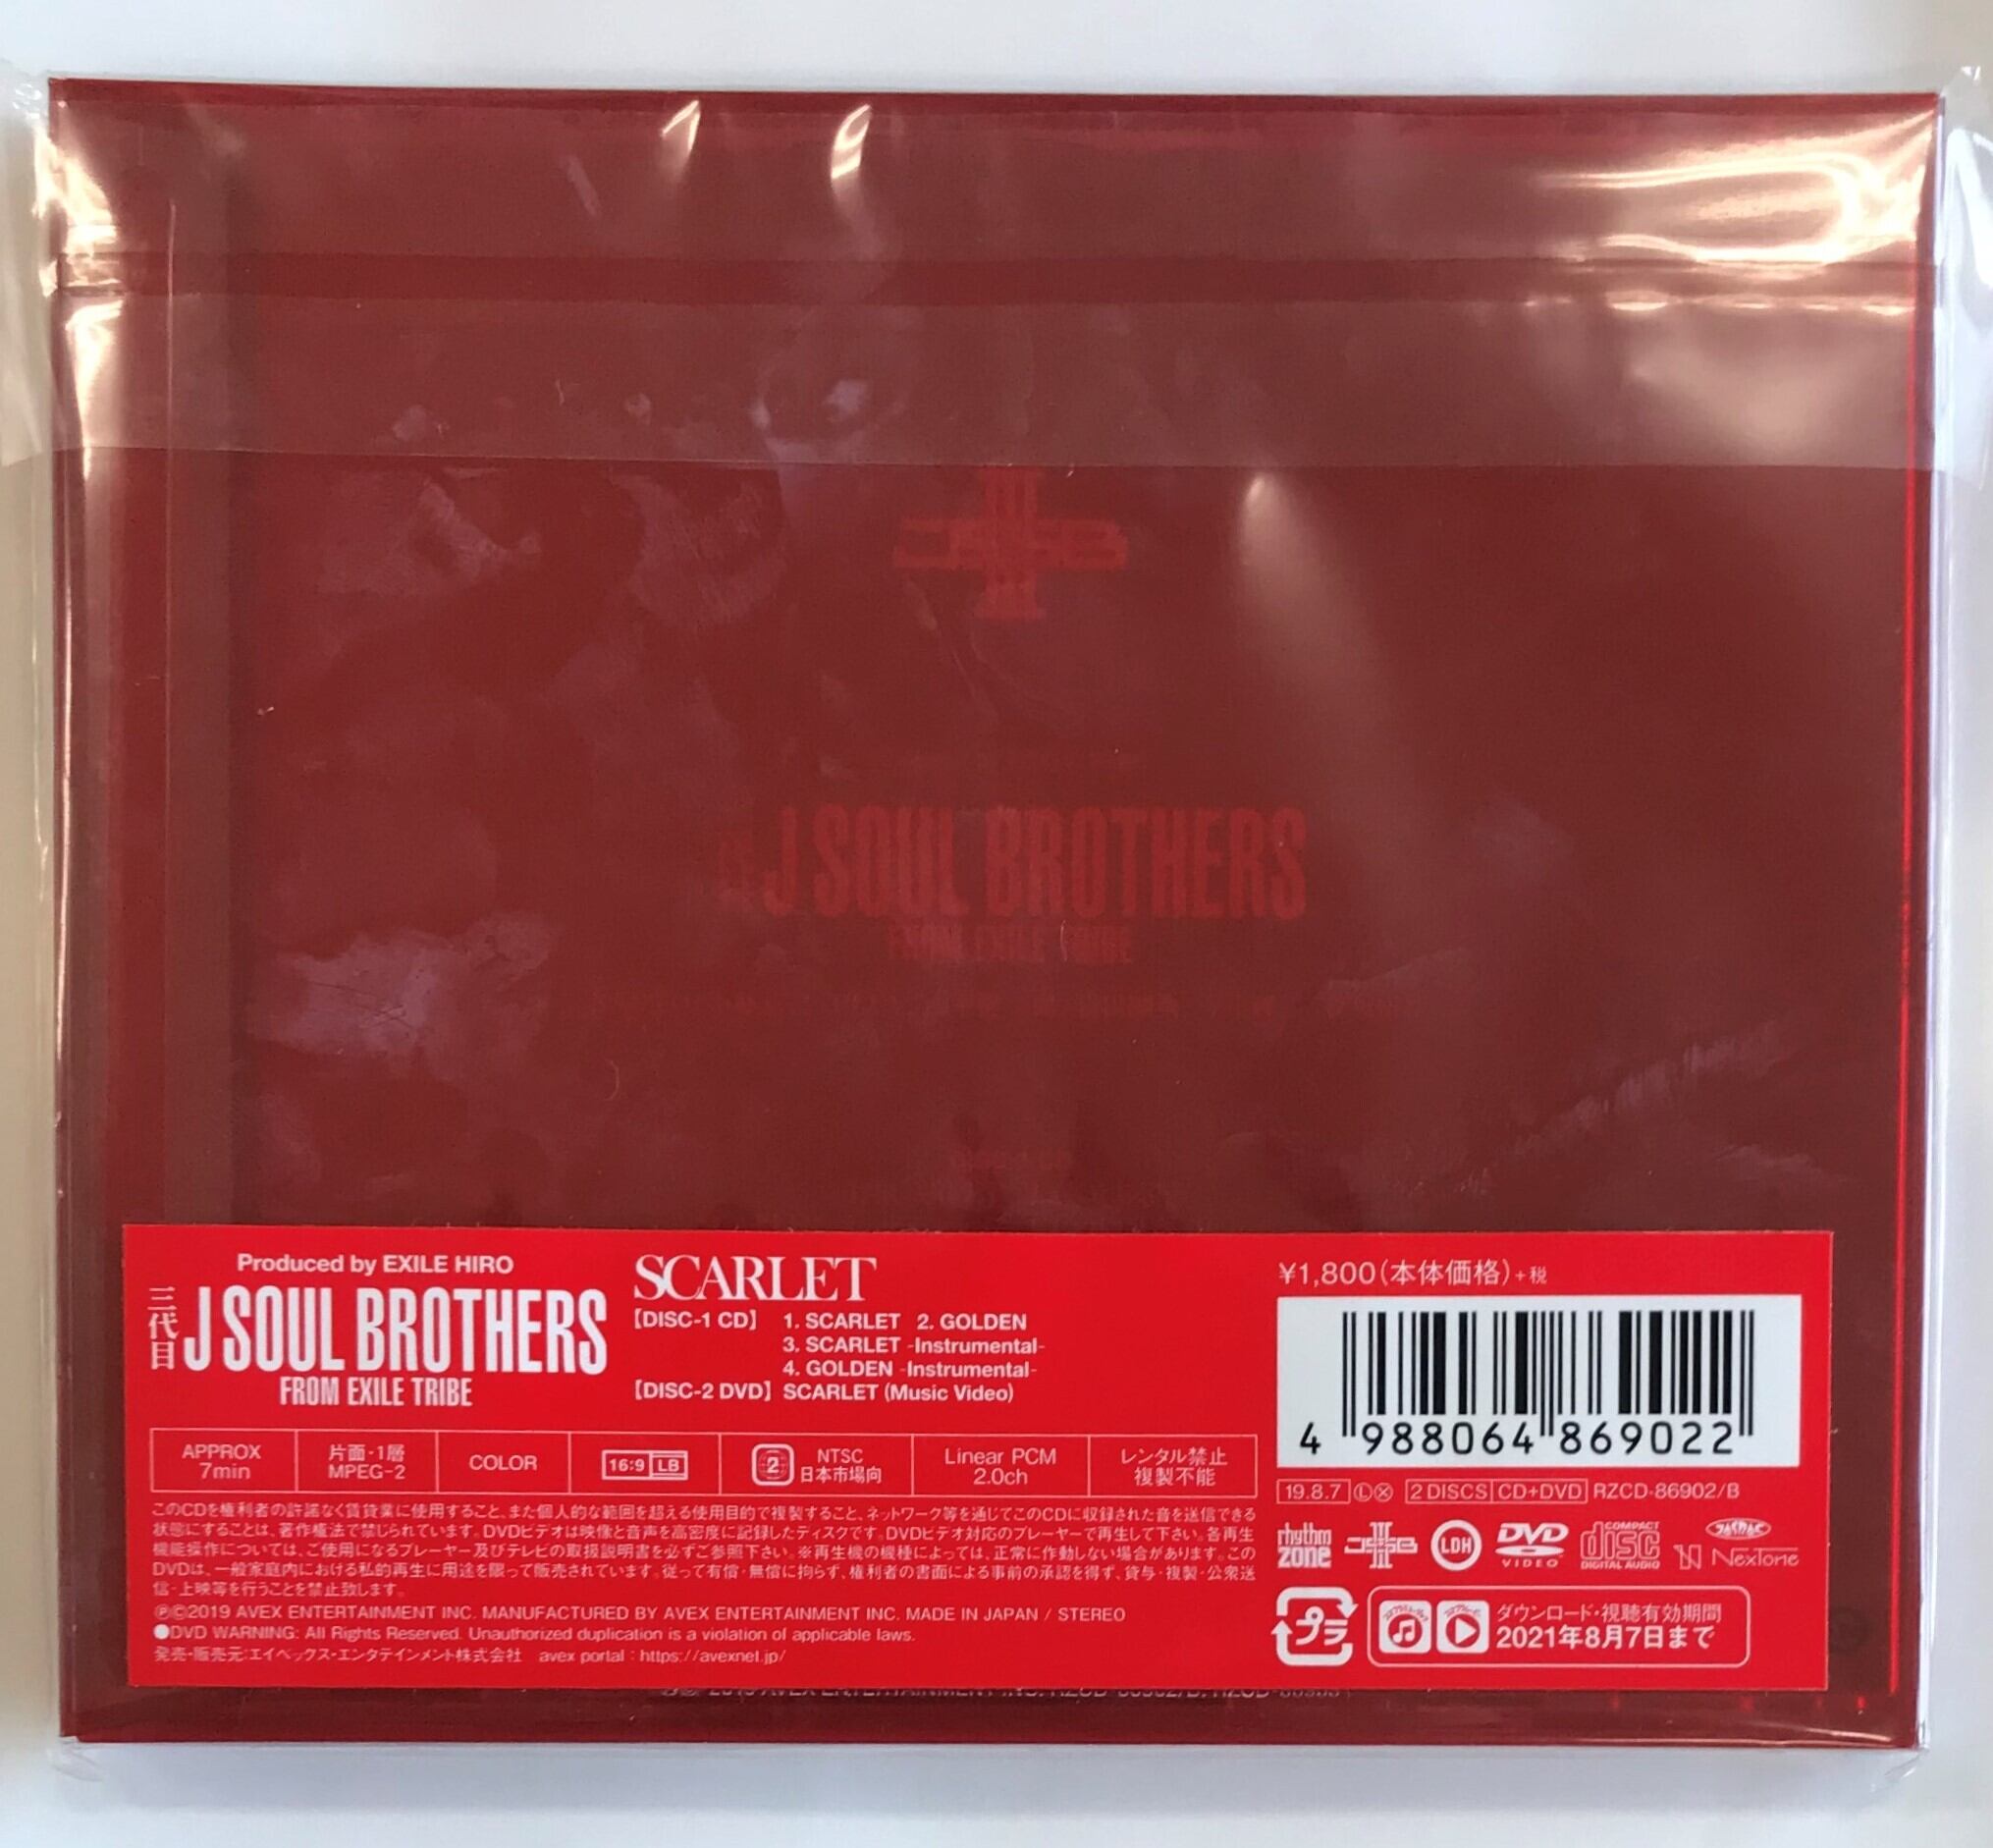 J SOUL BROTHERS
FROM EXILE TRIBE
Produced by EXILE HIRO
三代目
J SOUL BROTHERS
FROM EXILE TRIBE
SCARLET
【DISC-1 CD】 1. SCARLET 2. GOLDEN
3. SCARLET -Instrumental-
4. GOLDEN -Instrumental-
【DISC-2 DVD】 SCARLET (Music Video)
¥1,800(本体価格)+税
4 988064 869022
APPROX
7min
片面・1層
MPEG-2
COLOR
16:9 LB
2
NTSC
日本市場向
Linear PCM
2.0ch
レンタル禁止
複製不能
19.8.7 Ⓛ Ⓧ 2 DISCS CD+DVD RZCD-86902/B
このCDを権利者の許諾なく賃貸業に使用すること、また個人的な範囲を超える使用目的で複製すること、ネットワーク等を通じてこのCDに収録された音を送信できる
状態にすることは、著作権法で禁じられています。DVDビデオは映像と音声を高密度に記録したディスクです。DVDビデオ対応のプレーヤーで再生して下さい。各再生
機能操作については、ご使用になるプレーヤー及びテレビの取扱説明書を必ずご参照下さい。※再生機の機種によっては、正常に作動しない場合があります。この
DVDは、一般家庭内における私的再生に用途を限って販売されています。従って有償・無償に拘らず、権利者の書面による事前の承認を得ず、貸与・複製・公衆送
信・上映等を行うことを禁止致します。
℗©2019 AVEX ENTERTAINMENT INC. MANUFACTURED BY AVEX ENTERTAINMENT INC. MADE IN JAPAN / STEREO
●DVD WARNING: All Rights Reserved. Unauthorized duplication is a violation of applicable laws.
発売・販売元:エイベックス・エンタテインメント株式会社 avex portal : https://avexnet.jp/
rhythm
zone
LDH
DVD
VIDEO
COMPACT
disc
DIGITAL AUDIO
JASRAC
NexTone
プラ
ダウンロード・視聴有効期間
2021年8月7日まで